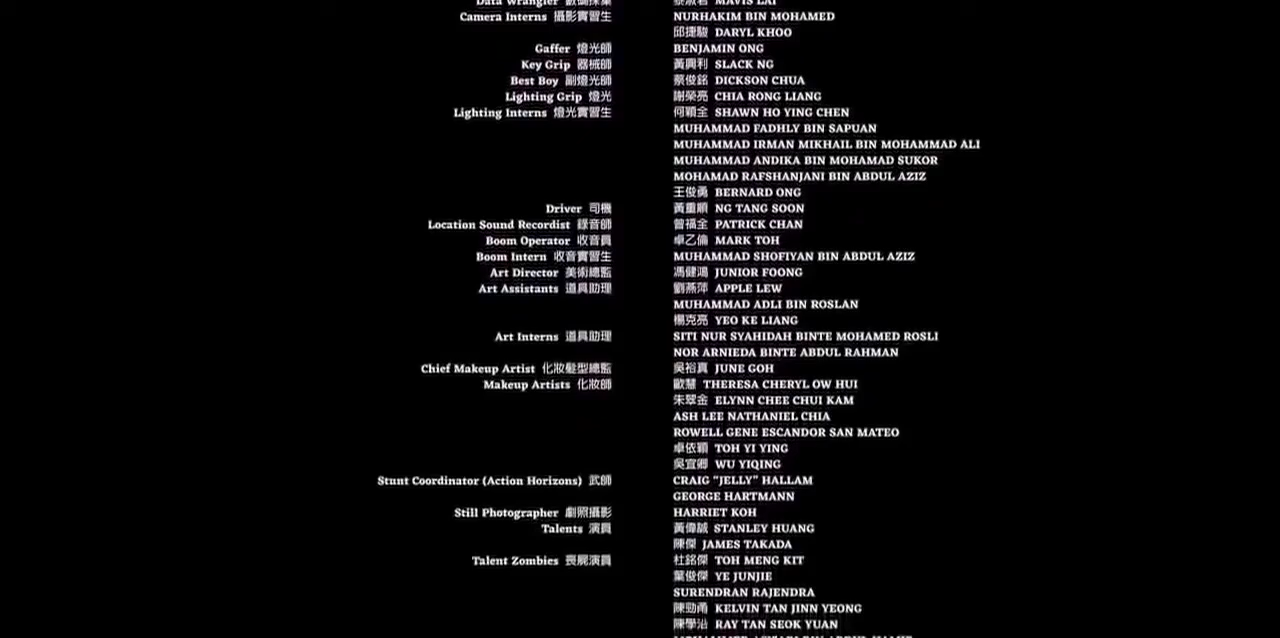 Data Wrangler MAVIS LAI
Camera Interns 攝影實習生 NURHAKIM BIN MOHAMED
邱捷駿 DARYL KHOO
Gaffer 燈光師 BENJAMIN ONG
Key Grip 器械師 黃興利 SLACK NG
Best Boy 副燈光師 蔡俊銘 DICKSON CHUA
Lighting Grip 燈光 謝榮亮 CHIA RONG LIANG
Lighting Interns 燈光實習生 何穎全 SHAWN HO YING CHEN
MUHAMMAD FADHLY BIN SAPUAN
MUHAMMAD IRMAN MIKHAIL BIN MOHAMMAD ALI
MUHAMMAD ANDIKA BIN MOHAMAD SUKOR
MOHAMAD RAFSHANJANI BIN ABDUL AZIZ
王俊勇 BERNARD ONG
Driver 司機 黃重順 NG TANG SOON
Location Sound Recordist 錄音師 曾福全 PATRICK CHAN
Boom Operator 收音員 卓乙倫 MARK TOH
Boom Intern 收音實習生 MUHAMMAD SHOFIYAN BIN ABDUL AZIZ
Art Director 美術總監 馮健鴻 JUNIOR FOONG
Art Assistants 道具助理 劉燕萍 APPLE LEW
MUHAMMAD ADLI BIN ROSLAN
楊克亮 YEO KE LIANG
Art Interns 道具助理 SITI NUR SYAHIDAH BINTE MOHAMED ROSLI
NOR ARNIEDA BINTE ABDUL RAHMAN
Chief Makeup Artist 化妝髮型總監 吳裕真 JUNE GOH
Makeup Artists 化妝師 歐慧 THERESA CHERYL OW HUI
朱翠金 ELYNN CHEE CHUI KAM
ASH LEE NATHANIEL CHIA
ROWELL GENE ESCANDOR SAN MATEO
卓依穎 TOH YI YING
吳宜卿 WU YIQING
Stunt Coordinator (Action Horizons) 武師 CRAIG "JELLY" HALLAM
GEORGE HARTMANN
Still Photographer 劇照攝影 HARRIET KOH
Talents 演員 黃偉誠 STANLEY HUANG
陳傑 JAMES TAKADA
Talent Zombies 喪屍演員 杜銘傑 TOH MENG KIT
葉俊傑 YE JUNJIE
SURENDRAN RAJENDRA
陳勁甬 KELVIN TAN JINN YEONG
陳學沿 RAY TAN SEOK YUAN